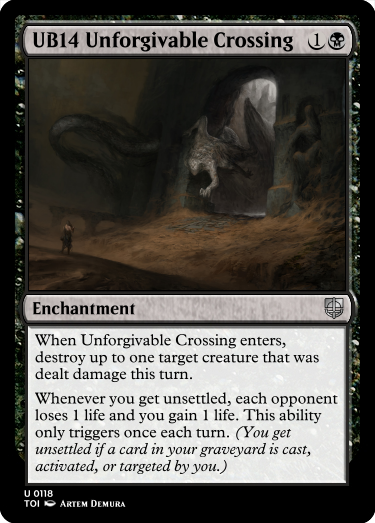 UB14 Unforgivable Crossing 1
Enchantment
When Unforgivable Crossing enters,
destroy up to one target creature that was
dealt damage this turn.
Whenever you get unsettled, each opponent
loses 1 life and you gain 1 life. This ability
only triggers once each turn. (You get
unsettled if a card in your graveyard is cast,
activated, or targeted by you.)
U 0118
TOI Artem Demura